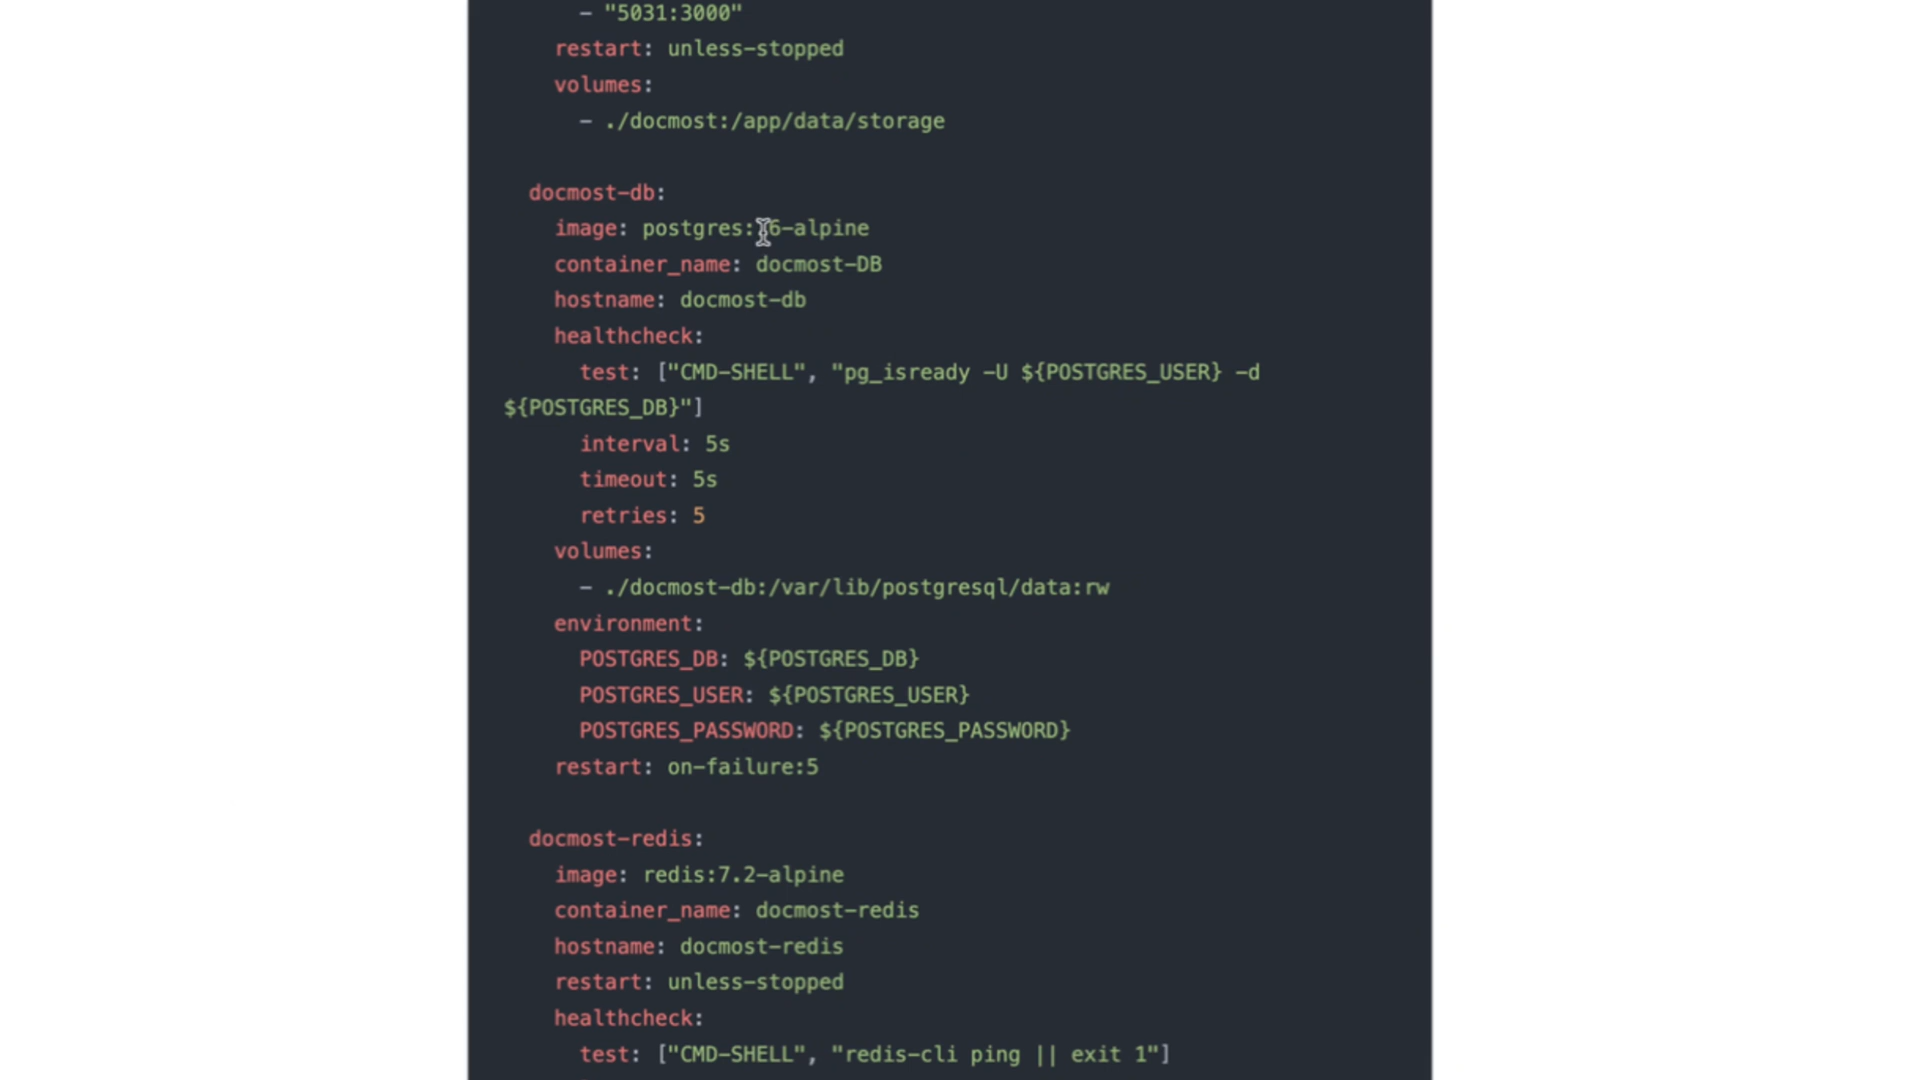 - "5031:3000"
restart: unless-stopped
volumes:
- ./docmost:/app/data/storage
docmost-db:
image: postgres:16-alpine
container_name: docmost-DB
hostname: docmost-db
healthcheck:
test: ["CMD-SHELL", "pg_isready -U ${POSTGRES_USER} -d
${POSTGRES_DB}"]
interval: 5s
timeout: 5s
retries: 5
volumes:
- ./docmost-db:/var/lib/postgresql/data:rw
environment:
POSTGRES_DB: ${POSTGRES_DB}
POSTGRES_USER: ${POSTGRES_USER}
POSTGRES_PASSWORD: ${POSTGRES_PASSWORD}
restart: on-failure:5
docmost-redis:
image: redis:7.2-alpine
container_name: docmost-redis
hostname: docmost-redis
restart: unless-stopped
healthcheck:
test: ["CMD-SHELL", "redis-cli ping || exit 1"]